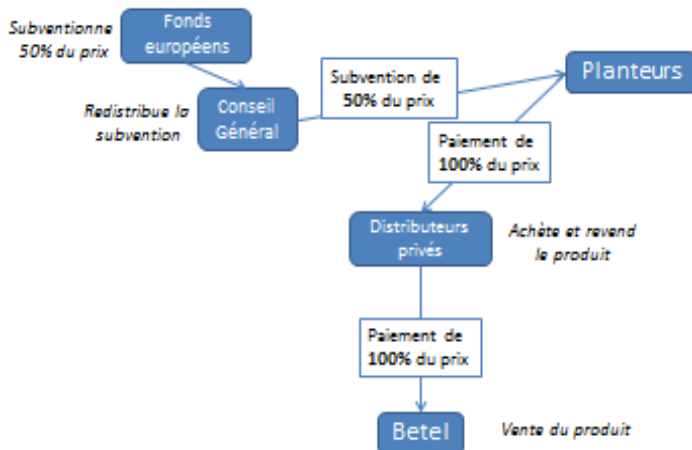 Subventionne
50% du prix
Fonds
européens
Redistribue la
subvention
Conseil
Général
Subvention de
50% du prix
Planteurs
Paiement de
100% du prix
Distributeurs
privés
Achète et revend
le produit
Paiement de
100% du prix
Betel
Vente du produit